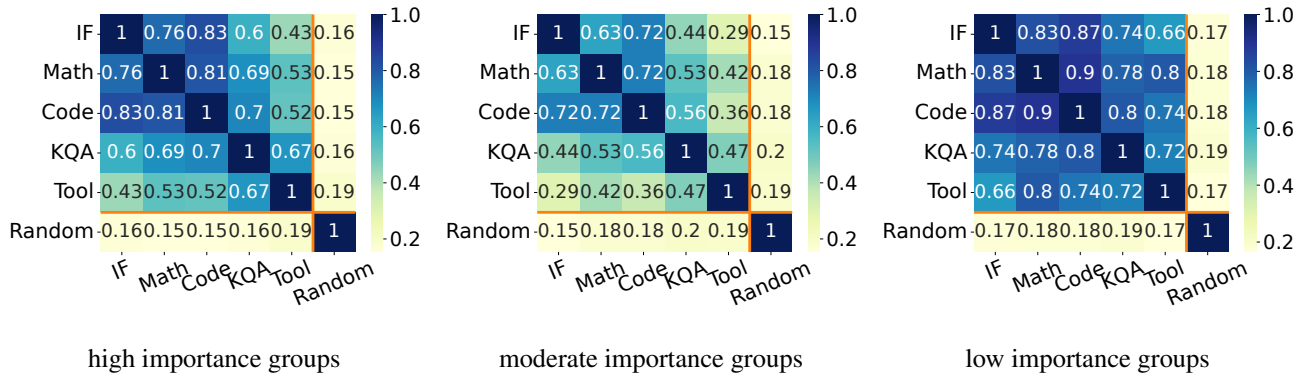 1.0
IF 1 0.76 0.83 0.6 0.43 0.16
Math 0.76 1 0.81 0.69 0.53 0.15
0.8
Code 0.83 0.81 1 0.7 0.52 0.15
0.6
KQA 0.6 0.69 0.7 1 0.67 0.16
0.4
Tool 0.43 0.53 0.52 0.67 1 0.19
Random 0.16 0.15 0.15 0.16 0.19 1
0.2
IF Math Code KQA Tool Random
high importance groups
1.0
IF 1 0.63 0.72 0.44 0.29 0.15
Math 0.63 1 0.72 0.53 0.42 0.18
0.8
Code 0.72 0.72 1 0.56 0.36 0.18
0.6
KQA 0.44 0.53 0.56 1 0.47 0.2
0.4
Tool 0.29 0.42 0.36 0.47 1 0.19
Random 0.15 0.18 0.18 0.2 0.19 1
0.2
IF Math Code KQA Tool Random
moderate importance groups
1.0
IF 1 0.83 0.87 0.74 0.66 0.17
Math 0.83 1 0.9 0.78 0.8 0.18
0.8
Code 0.87 0.9 1 0.8 0.74 0.18
0.6
KQA 0.74 0.78 0.8 1 0.72 0.19
0.4
Tool 0.66 0.8 0.74 0.72 1 0.17
Random 0.17 0.18 0.18 0.19 0.17 1
0.2
IF Math Code KQA Tool Random
low importance groups